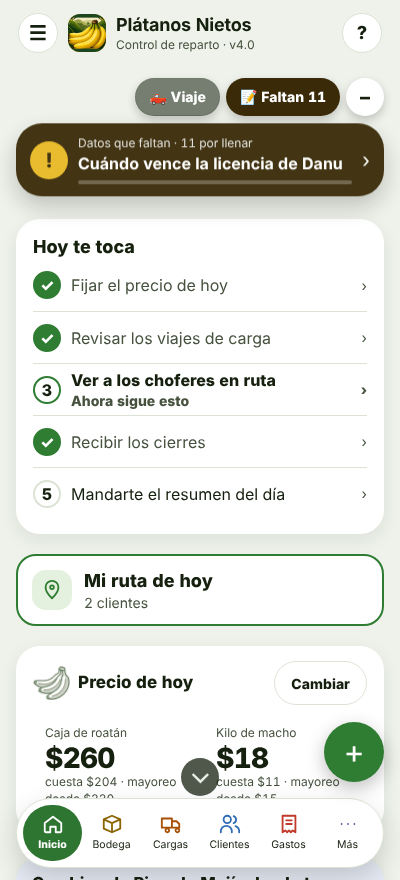 Plátanos Nietos
Control de reparto · v4.0
?
Viaje
Faltan 11
−
!
Datos que faltan · 11 por llenar
Cuándo vence la licencia de Danu
Hoy te toca
Fijar el precio de hoy
Revisar los viajes de carga
3
Ver a los choferes en ruta
Ahora sigue esto
Recibir los cierres
5
Mandarte el resumen del día
Mi ruta de hoy
2 clientes
Precio de hoy
Cambiar
Caja de roatán
Kilo de macho
$260
$18
cuesta $204 · mayoreo
cuesta $11 · mayoreo
+
Inicio
Bodega
Cargas
Clientes
Gastos
Más